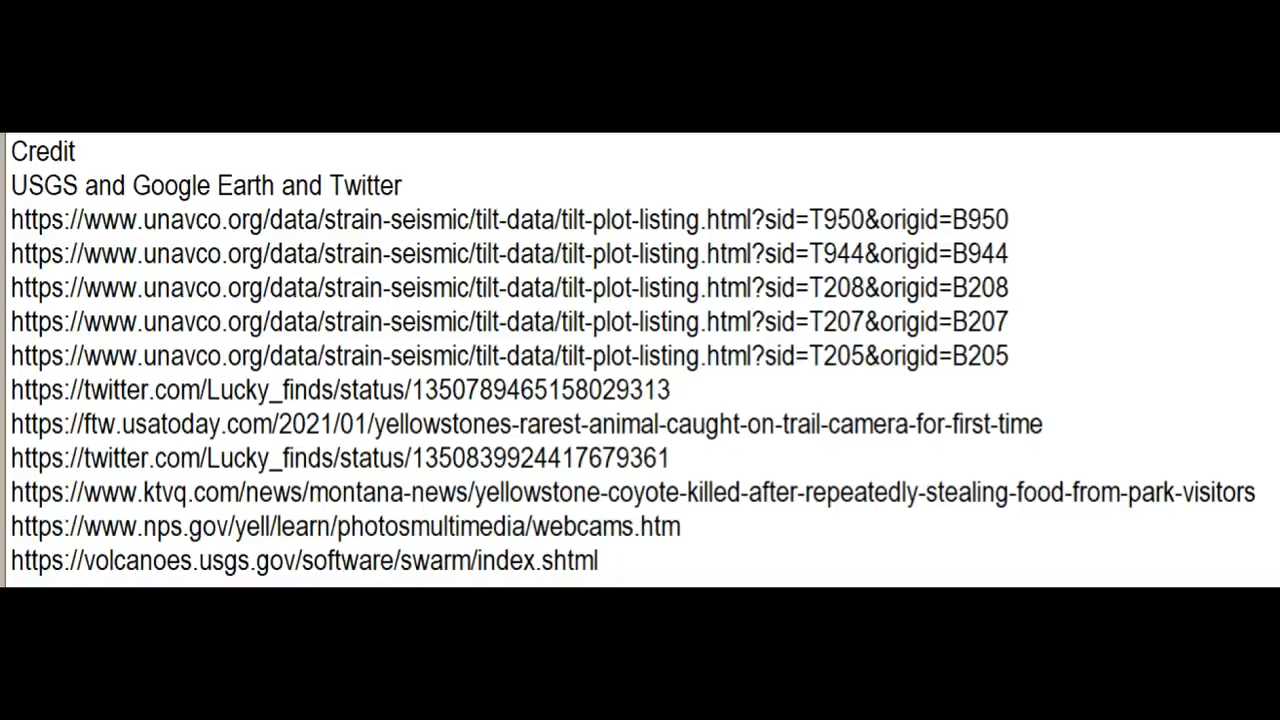 Credit
USGS and Google Earth and Twitter
https://www.unavco.org/data/strain-seismic/tilt-data/tilt-plot-listing.html?sid=T950&origid=B950
https://www.unavco.org/data/strain-seismic/tilt-data/tilt-plot-listing.html?sid=T944&origid=B944
https://www.unavco.org/data/strain-seismic/tilt-data/tilt-plot-listing.html?sid=T208&origid=B208
https://www.unavco.org/data/strain-seismic/tilt-data/tilt-plot-listing.html?sid=T207&origid=B207
https://www.unavco.org/data/strain-seismic/tilt-data/tilt-plot-listing.html?sid=T205&origid=B205
https://twitter.com/Lucky_finds/status/1350789465158029313
https://ftw.usatoday.com/2021/01/yellowstones-rarest-animal-caught-on-trail-camera-for-first-time
https://twitter.com/Lucky_finds/status/1350839924417679361
https://www.ktvq.com/news/montana-news/yellowstone-coyote-killed-after-repeatedly-stealing-food-from-park-visitors
https://www.nps.gov/yell/learn/photosmultimedia/webcams.htm
https://volcanoes.usgs.gov/software/swarm/index.shtml